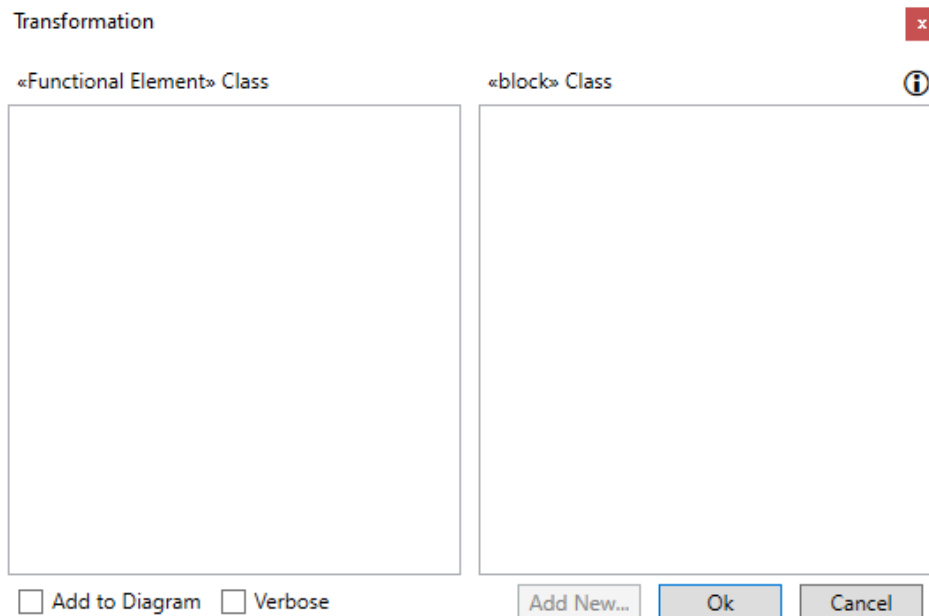 Transformation
x
«Functional Element» Class
«block» Class
Add to Diagram
Verbose
Add New...
Ok
Cancel